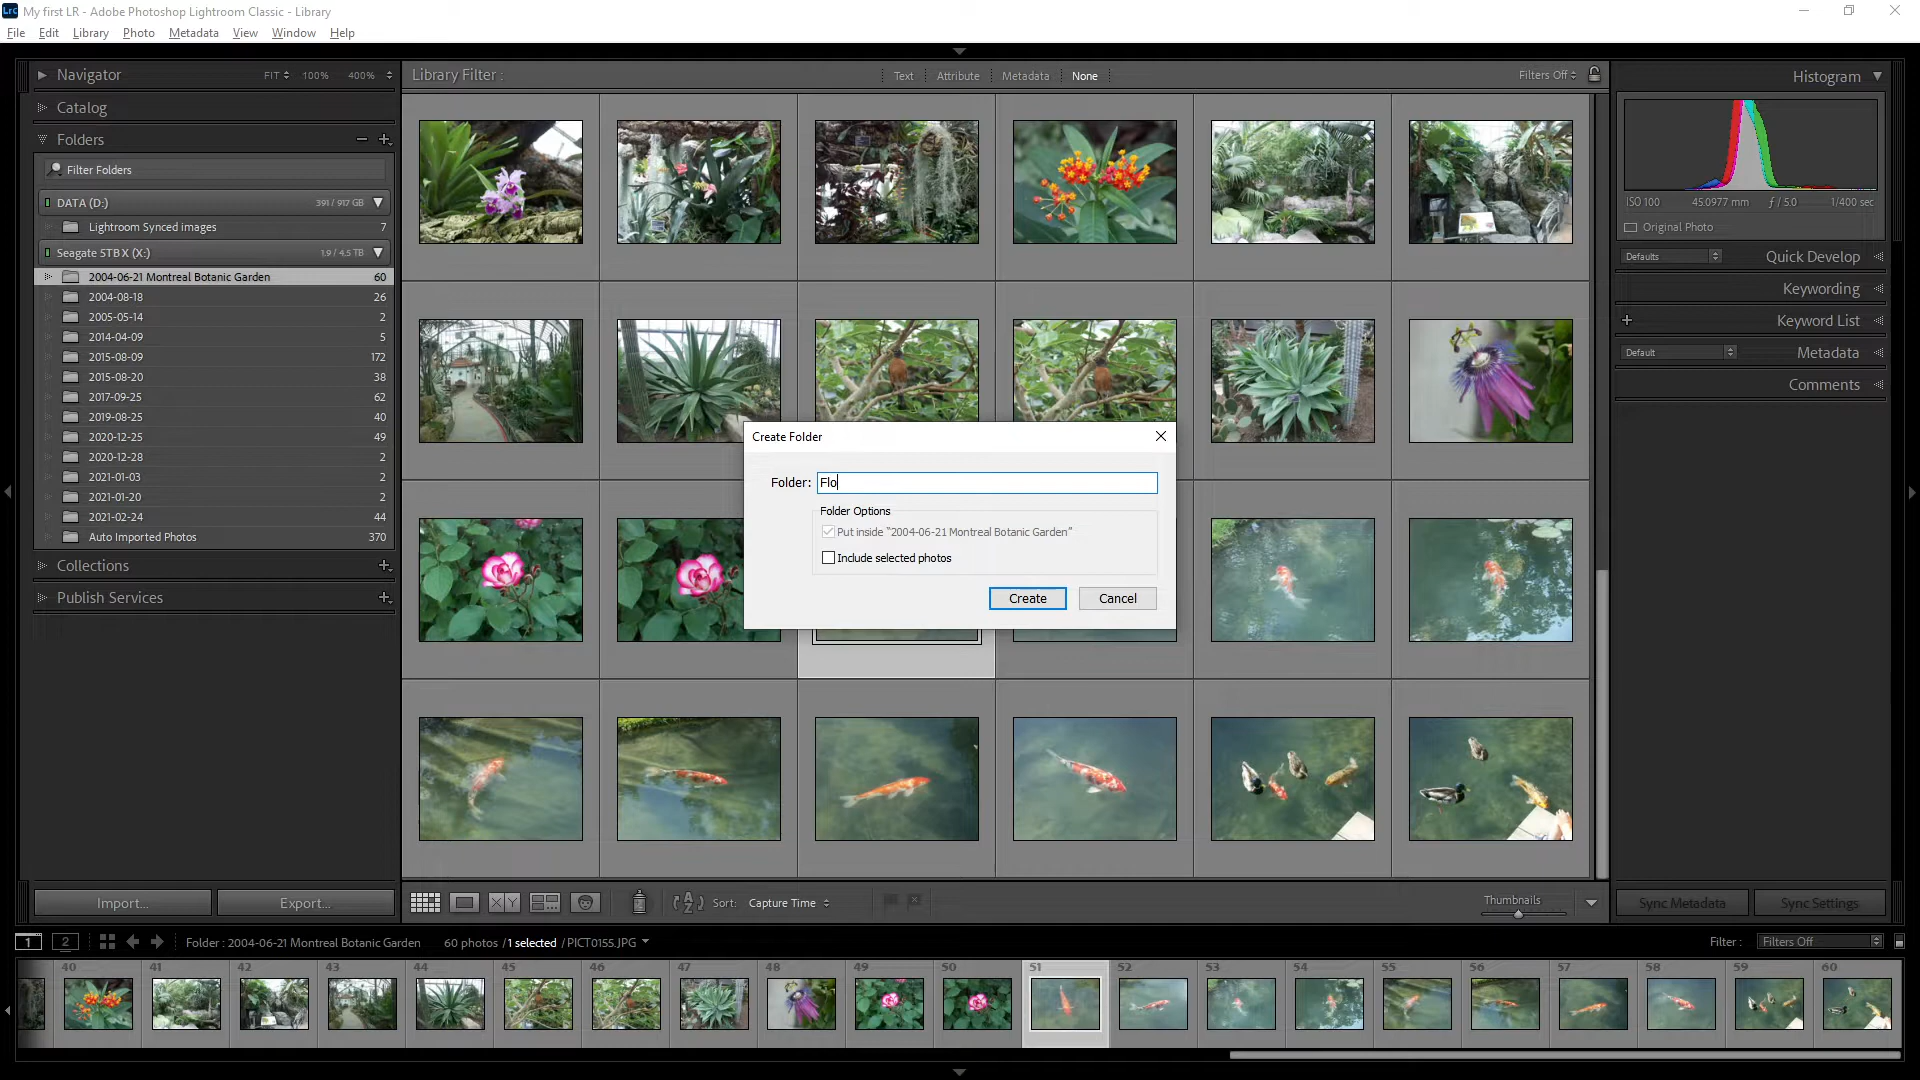 My first LR - Adobe Photoshop Lightroom Classic - Library
File Edit Library Photo Metadata View Window Help
Navigator FIT 100% 400%
Catalog
Folders
Filter Folders
DATA (D:) 391 / 917 GB
Lightroom Synced images 7
Seagate STBX (X:) 1.9 / 4.5 TB
2004-06-21 Montreal Botanic Garden 60
2004-08-18 26
2005-05-14 2
2014-04-09 5
2015-08-09 172
2015-08-20 38
2017-09-25 62
2019-08-25 40
2020-12-25 49
2020-12-28 2
2021-01-03 2
2021-01-20 2
2021-02-24 44
Auto Imported Photos 370
Collections
Publish Services
Import... Export...
Library Filter : Text Attribute Metadata None Filters Off
Create Folder
Folder: Flo
Folder Options
Put inside “2004-06-21 Montreal Botanic Garden”
Include selected photos
Create Cancel
Histogram
ISO 100 45.0977 mm ƒ / 5.0 1/400 sec
Original Photo
Defaults Quick Develop
Keywording
Keyword List
Default Metadata
Comments
Sort: Capture Time Thumbnails
Sync Metadata Sync Settings
1 2 Folder : 2004-06-21 Montreal Botanic Garden 60 photos / 1 selected / PICT0155.JPG Filter : Filters Off
40 41 42 43 44 45 46 47 48 49 50 51 52 53 54 55 56 57 58 59 60